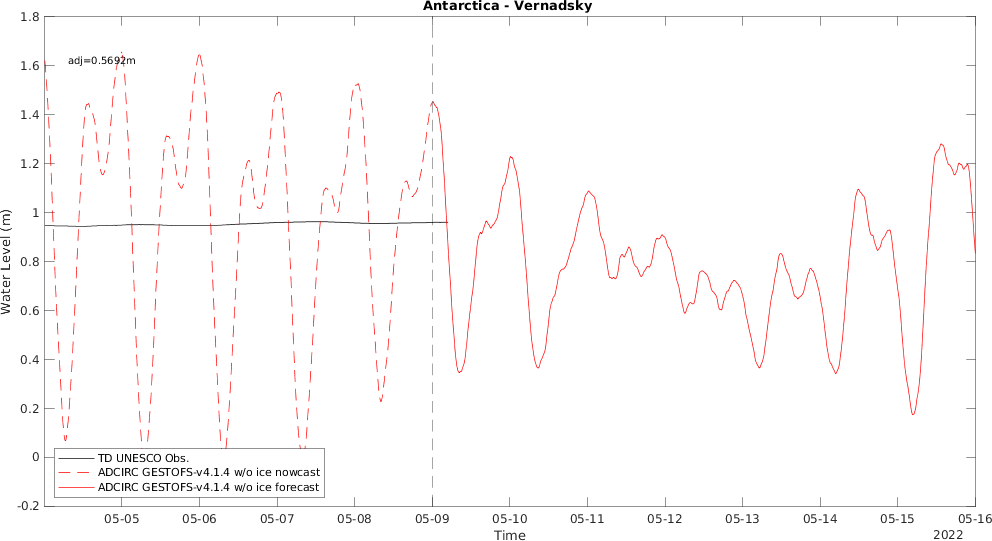 Antarctica - Vernadsky
1.8
1.6
1.4
1.2
1
0.8
0.6
0.4
0.2
0
-0.2
Water Level (m)
adj=0.5692m
TD UNESCO Obs.
ADCIRC GESTOFS-v4.1.4 w/o ice nowcast
ADCIRC GESTOFS-v4.1.4 w/o ice forecast
05-05 05-06 05-07 05-08 05-09 05-10 05-11 05-12 05-13 05-14 05-15 05-16
Time
2022